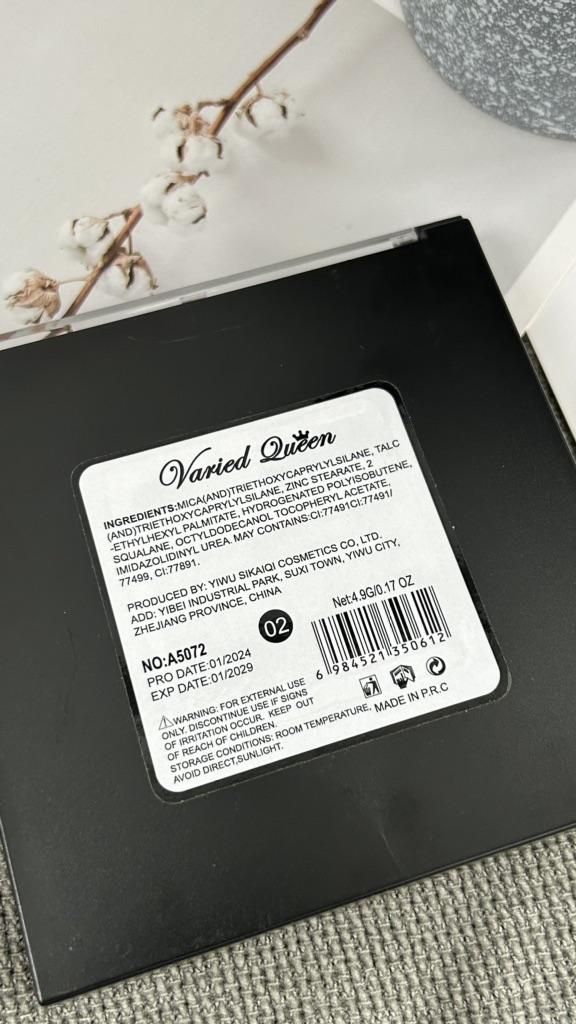 Varied Queen
INGREDIENTS:MICA(AND)TRIETHOXYCAPRYLYLSILANE, TALC
(AND)TRIETHOXYCAPRYLYLSILANE, ZINC STEARATE, 2
-ETHYLHEXYL PALMITATE, HYDROGENATED POLYISOBUTENE,
SQUALANE, OCTYLDODECANOL TOCOPHERYL ACETATE,
IMIDAZOLIDINYL UREA. MAY CONTAINS:CI:77491CI:77491/
77499, CI:77891.
PRODUCED BY: YIWU SIKAIQI COSMETICS CO, LTD.
ADD: YIBEI INDUSTRIAL PARK, SUXI TOWN, YIWU CITY,
ZHEJIANG PROVINCE, CHINA
02
Net:4.9G/0.17 OZ
NO:A5072
PRO DATE:01/2024
EXP DATE:01/2029
6 984521 350612
WARNING: FOR EXTERNAL USE
ONLY. DISCONTINUE USE IF SIGNS
OF IRRITATION OCCUR. KEEP OUT
OF REACH OF CHILDREN.
STORAGE CONDITIONS: ROOM TEMPERATURE,
AVOID DIRECT,SUNLIGHT.
MADE IN P.R.C